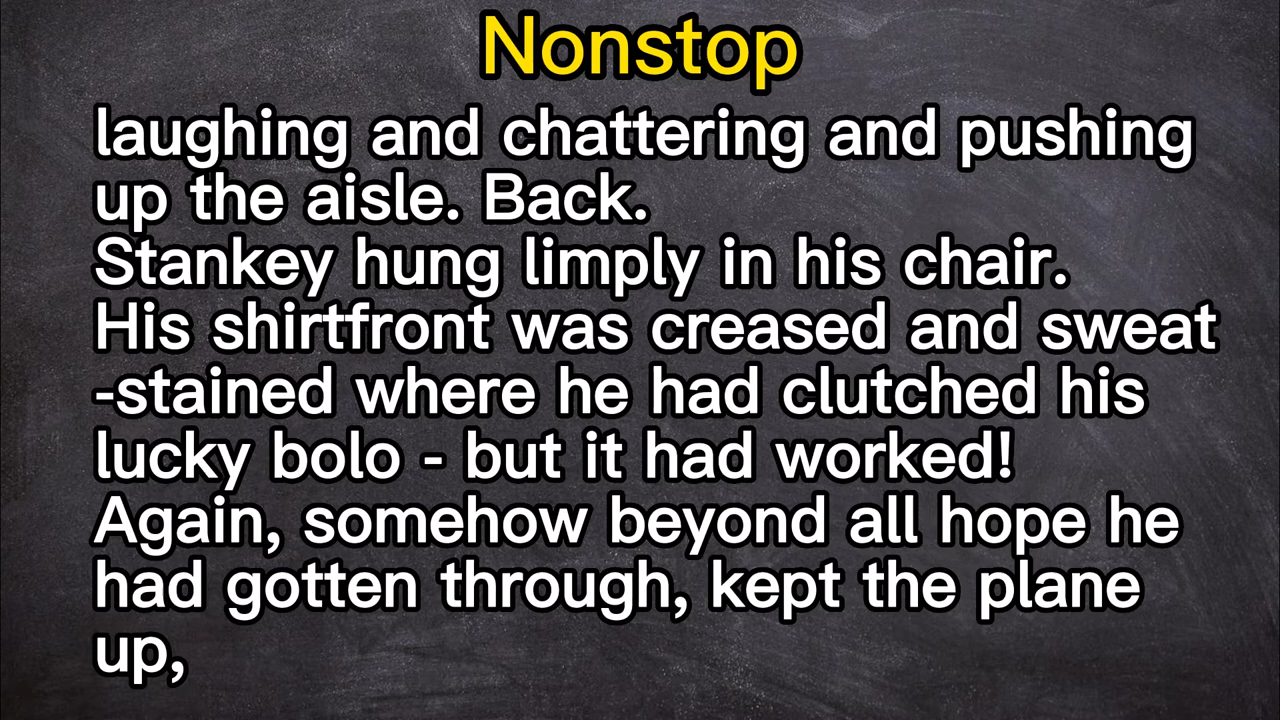 Nonstop
laughing and chattering and pushing
up the aisle. Back.
Stankey hung limply in his chair.
His shirtfront was creased and sweat
-stained where he had clutched his
lucky bolo - but it had worked!
Again, somehow beyond all hope he
had gotten through, kept the plane
up,